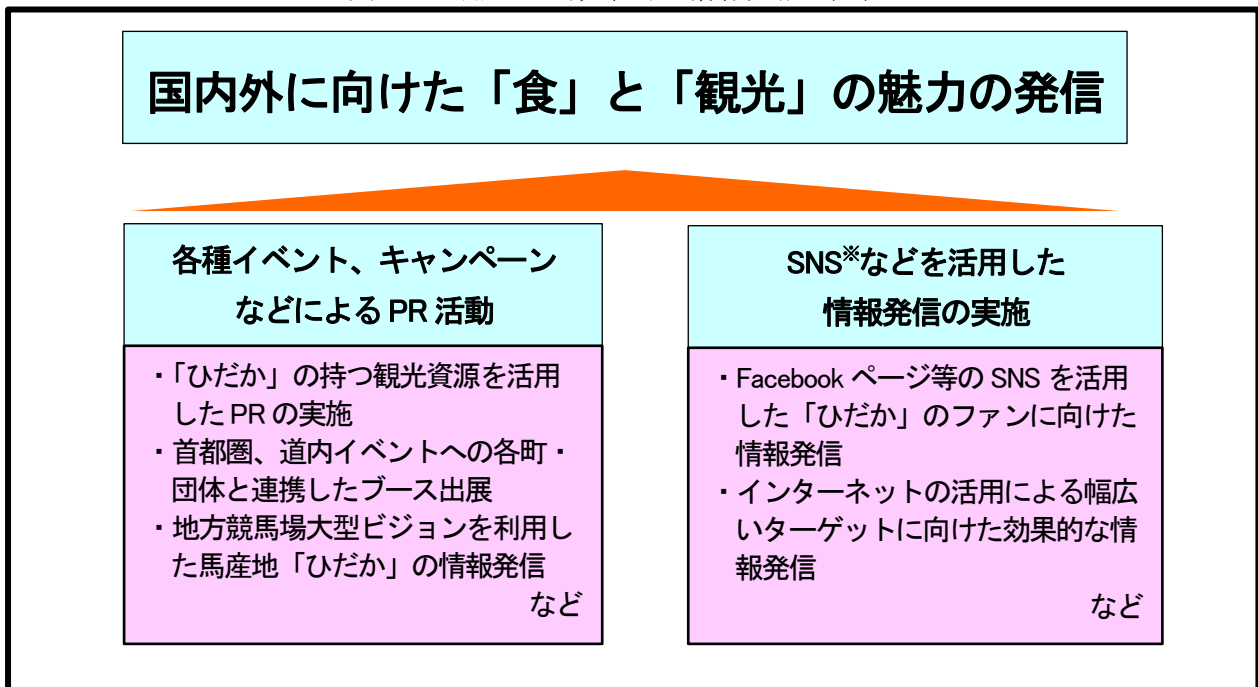 国内外に向けた「食」と「観光」の魅力の発信
各種イベント、キャンペーン
などによる PR 活動
・「ひだか」の持つ観光資源を活用
した PR の実施
・首都圏、道内イベントへの各町・
団体と連携したブース出展
・地方競馬場大型ビジョンを利用し
た馬産地「ひだか」の情報発信
など
SNS※などを活用した
情報発信の実施
・Facebook ページ等の SNS を活用
した「ひだか」のファンに向けた
情報発信
・インターネットの活用による幅広
いターゲットに向けた効果的な情
報発信
など